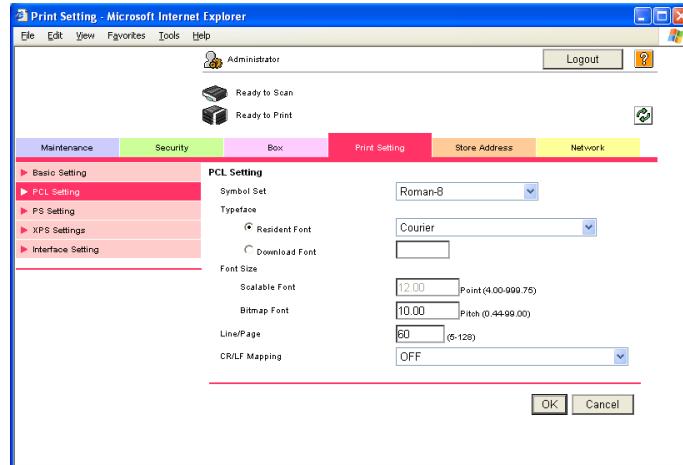 Print Setting - Microsoft Internet Explorer
File Edit View Favorites Tools Help
Administrator
Logout
?
Ready to Scan
Ready to Print
Maintenance Security Box Print Setting Store Address Network
Basic Setting
PCL Setting
PS Setting
XPS Settings
Interface Setting
PCL Setting
Symbol Set Roman-8
Typeface
Resident Font Courier
Download Font
Font Size
Scalable Font 12.00 Point (4.00-999.75)
Bitmap Font 10.00 Pitch (0.44-99.00)
Line/Page 60 (5-128)
CR/LF Mapping OFF
OK Cancel